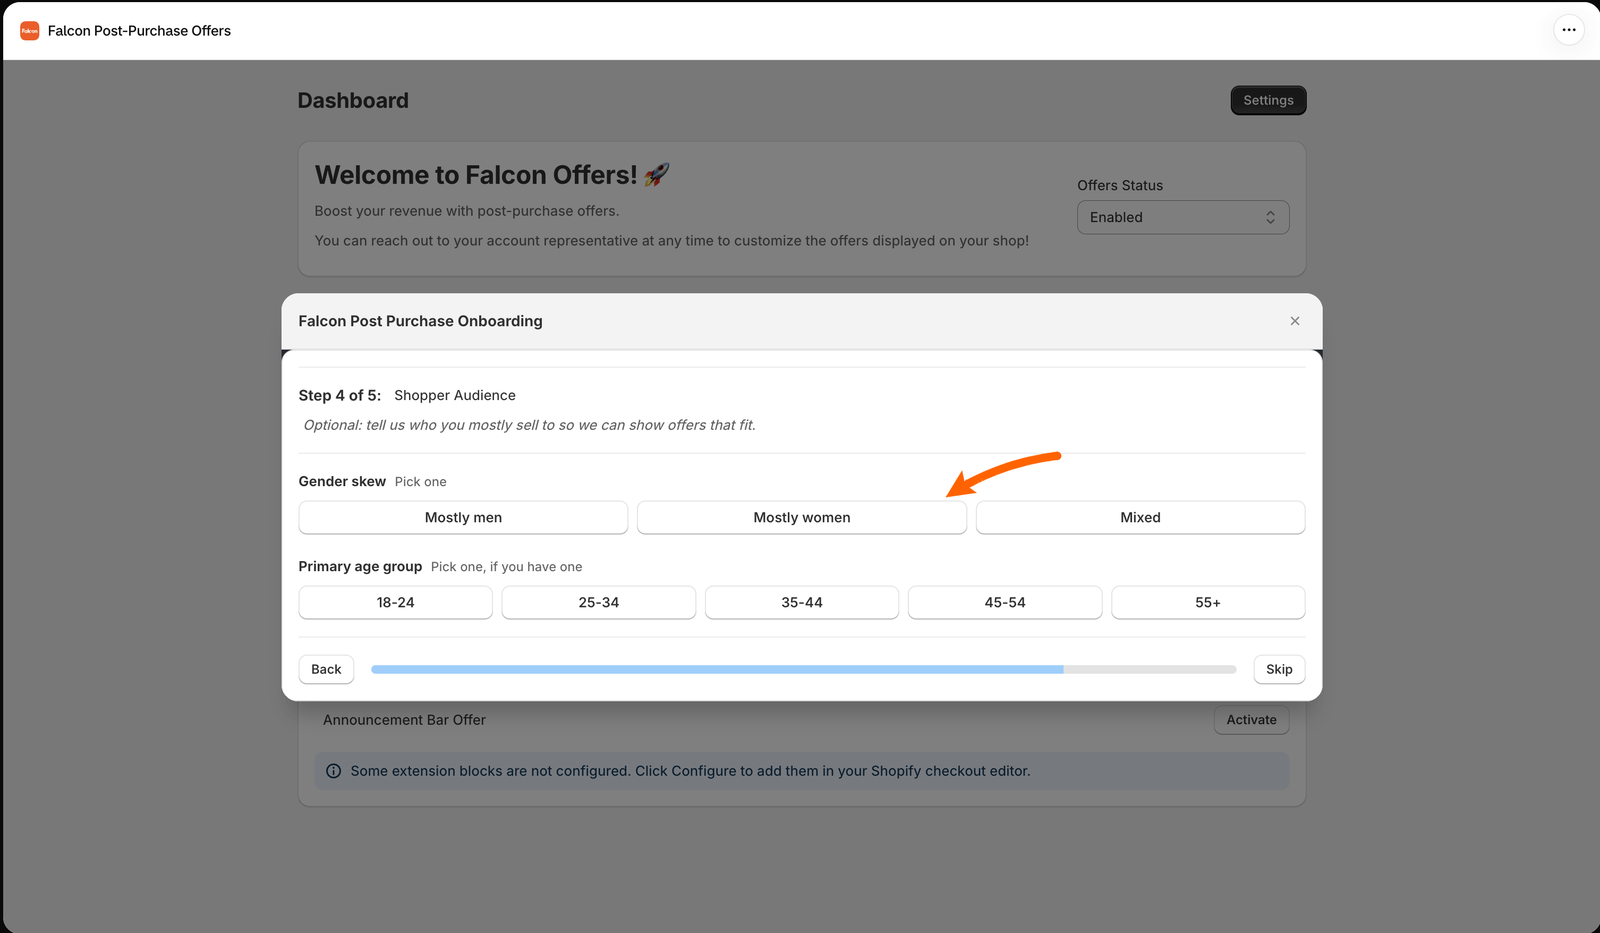 Falcon
Falcon Post-Purchase Offers
Dashboard
Settings
Welcome to Falcon Offers! 🚀
Boost your revenue with post-purchase offers.
You can reach out to your account representative at any time to customize the offers displayed on your shop!
Offers Status
Enabled
Falcon Post Purchase Onboarding
Step 4 of 5: Shopper Audience
Optional: tell us who you mostly sell to so we can show offers that fit.
Gender skew Pick one
Mostly men Mostly women Mixed
Primary age group Pick one, if you have one
18-24 25-34 35-44 45-54 55+
Back Skip
Announcement Bar Offer Activate
Some extension blocks are not configured. Click Configure to add them in your Shopify checkout editor.